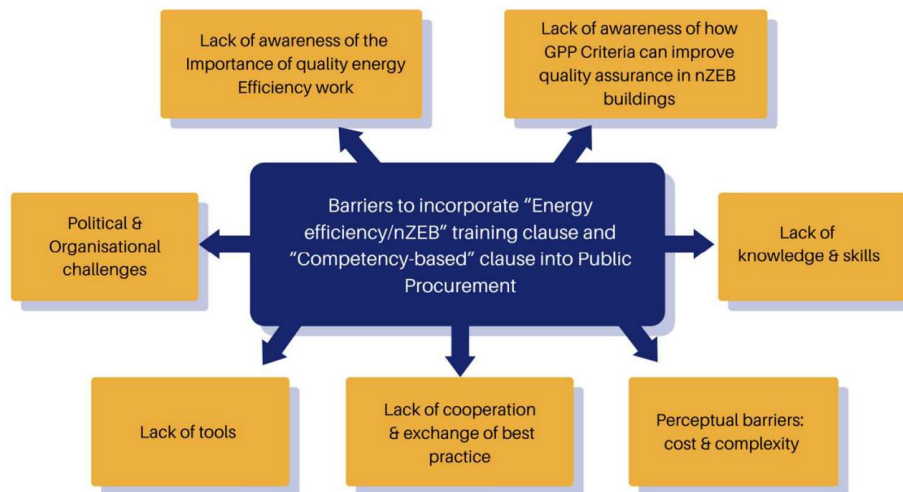 Lack of awareness of the
Importance of quality energy
Efficiency work
Lack of awareness of how
GPP Criteria can improve
quality assurance in nZEB
buildings
Barriers to incorporate “Energy
efficiency/nZEB” training clause and
“Competency-based” clause into Public
Procurement
Political &
Organisational
challenges
Lack of
knowledge & skills
Lack of tools
Lack of cooperation
& exchange of best
practice
Perceptual barriers:
cost & complexity